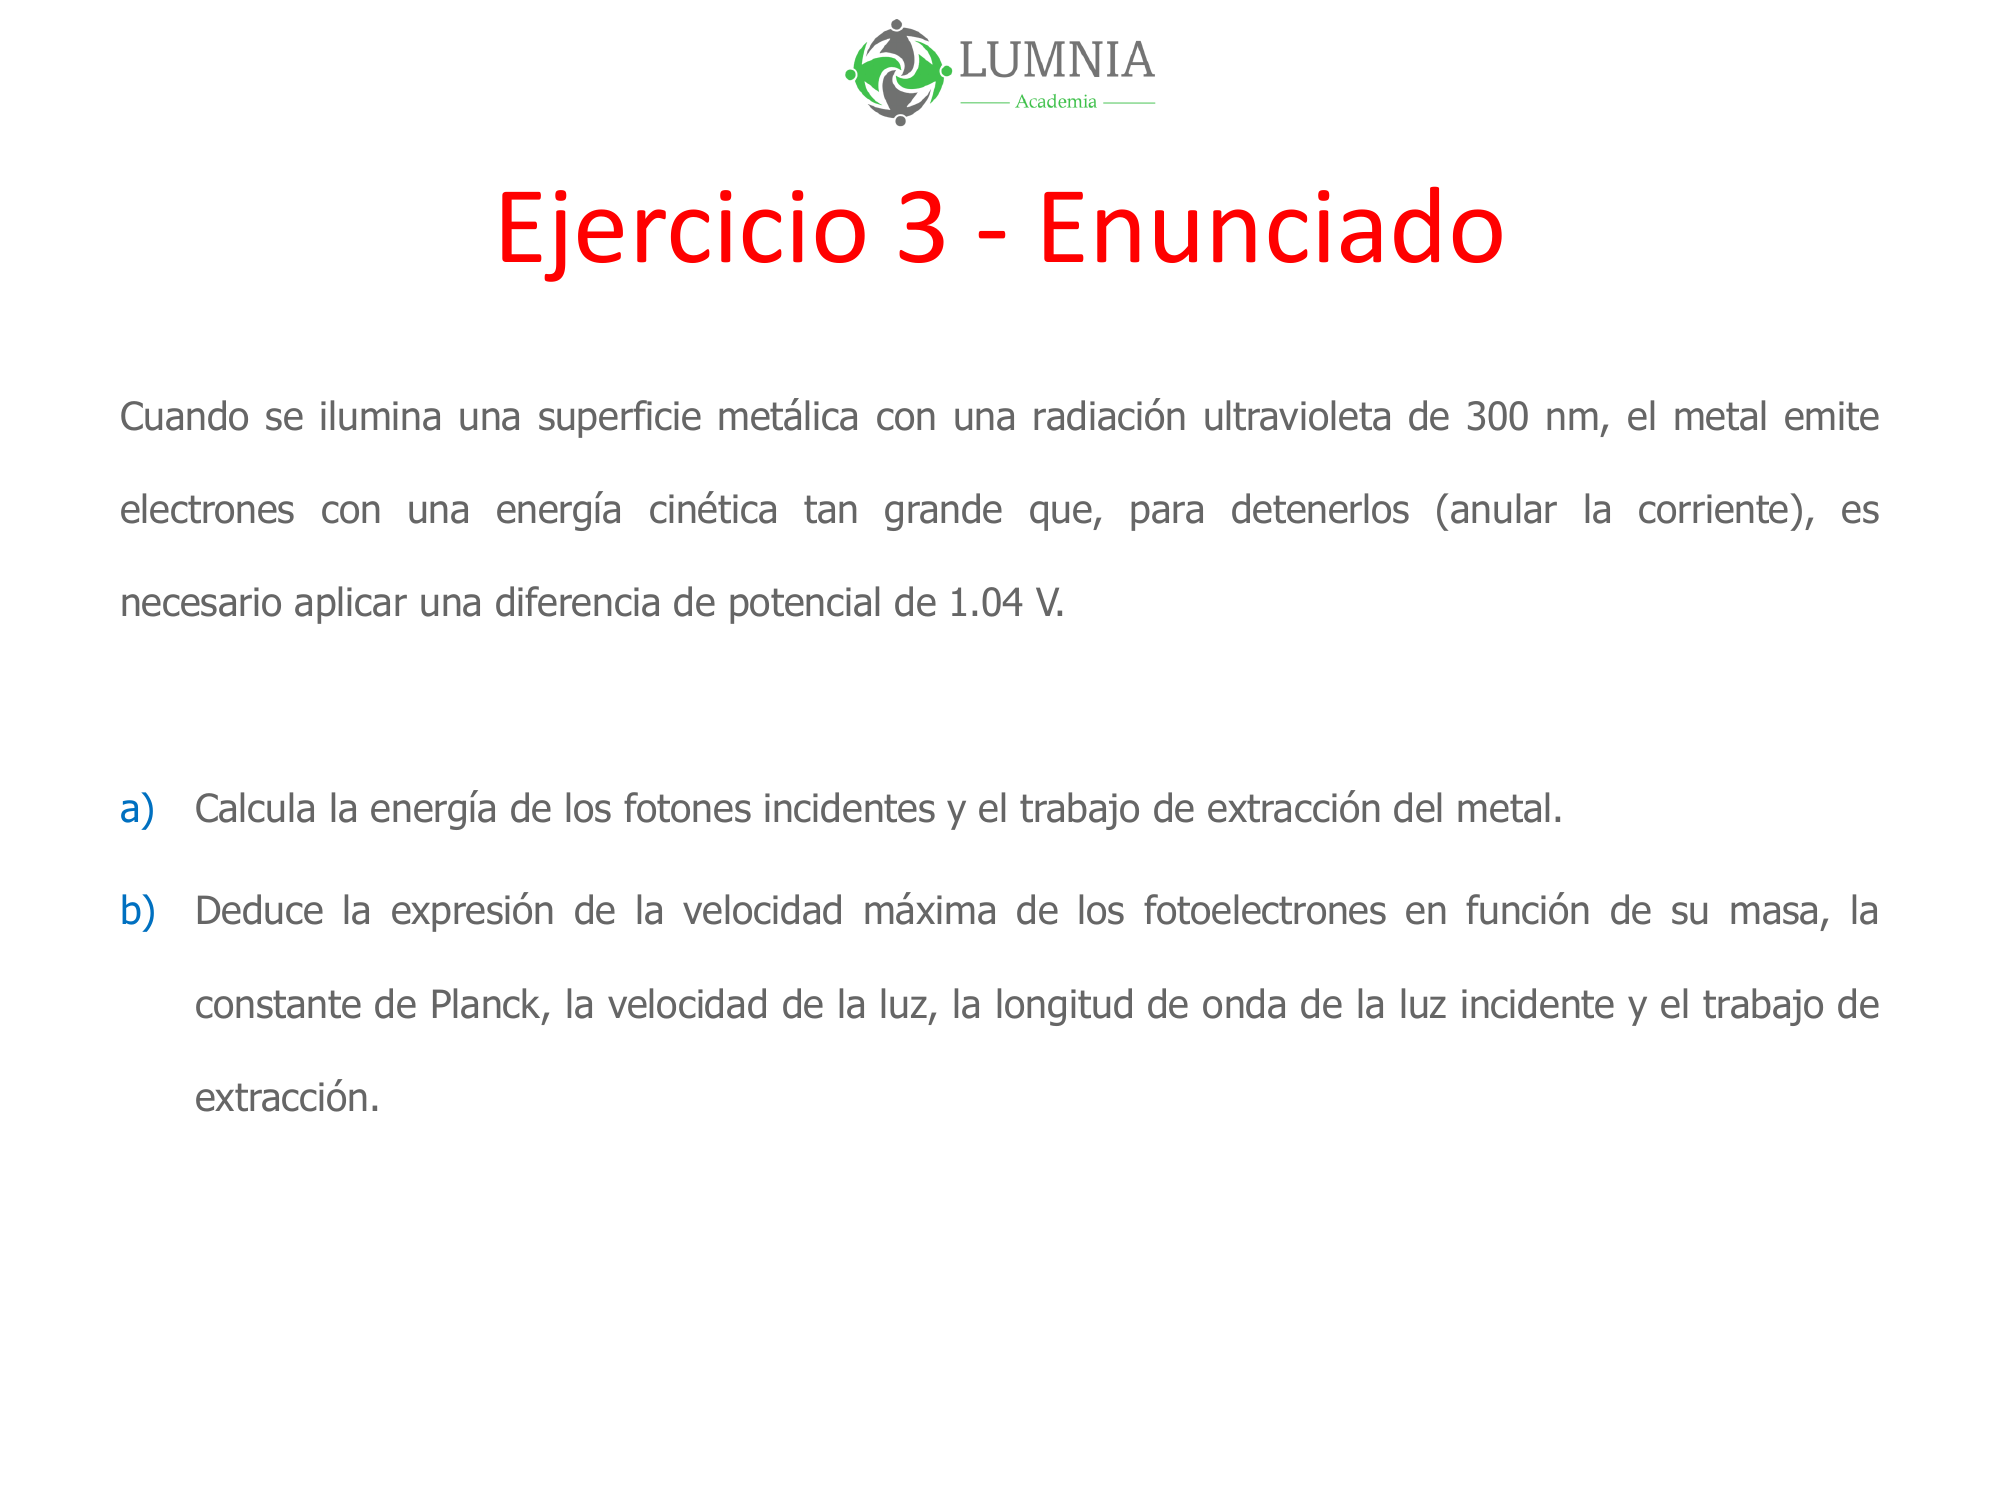 LUMNIA
Academia
Ejercicio 3 - Enunciado
Cuando se ilumina una superficie metálica con una radiación ultravioleta de 300 nm, el metal emite
electrones con una energía cinética tan grande que, para detenerlos (anular la corriente), es
necesario aplicar una diferencia de potencial de 1.04 V.
a) Calcula la energía de los fotones incidentes y el trabajo de extracción del metal.
b) Deduce la expresión de la velocidad máxima de los fotoelectrones en función de su masa, la
constante de Planck, la velocidad de la luz, la longitud de onda de la luz incidente y el trabajo de
extracción.